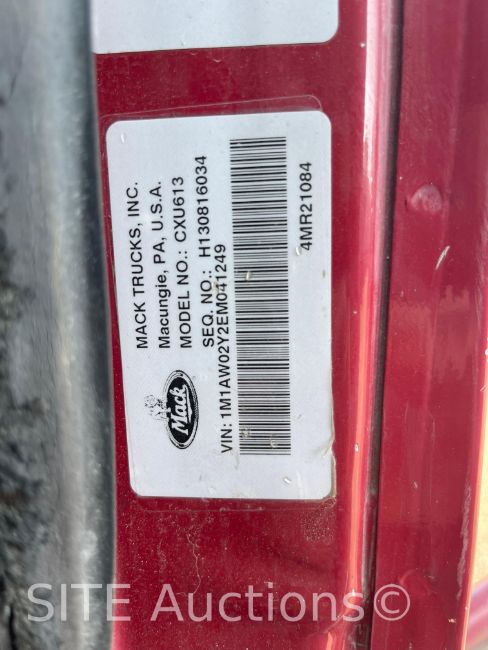 MACK TRUCKS, INC.
Macungie, PA, U.S.A.
MODEL NO.: CXU613
SEQ. NO.: H130816034
Mack
VIN: 1M1AW02Y2EM041249
4MR21084
SITE Auctions©